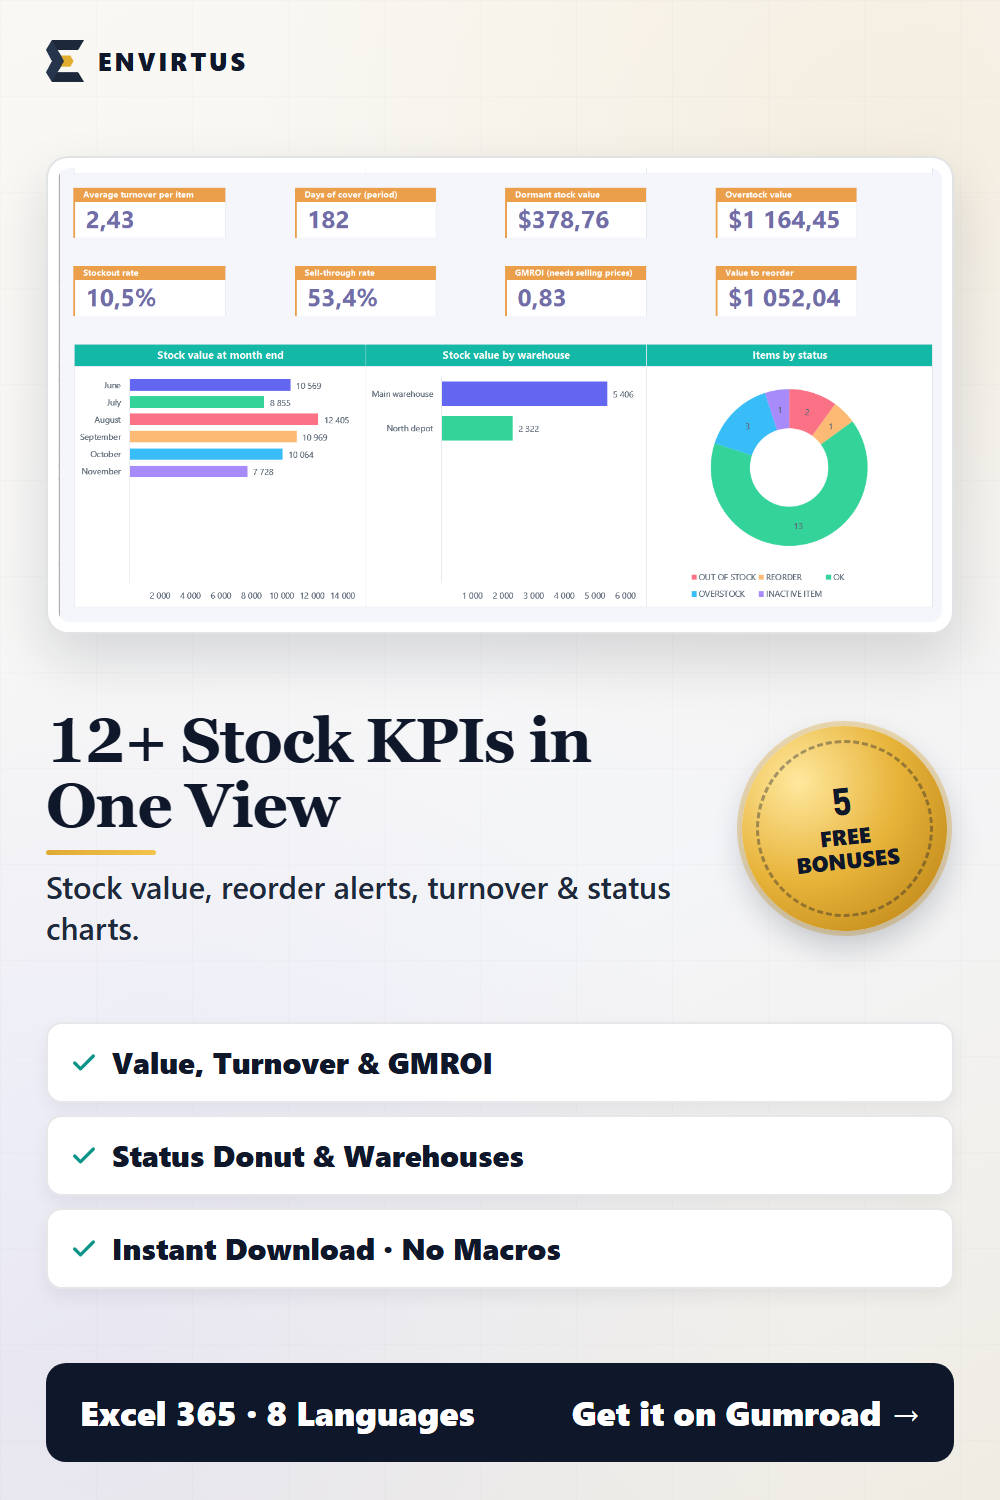 ENVIRTUS
Average turnover per item
2,43
Days of cover (period)
182
Dormant stock value
$378,76
Overstock value
$1 164,45
Stockout rate
10,5%
Sell-through rate
53,4%
GMROI (needs selling prices)
0,83
Value to reorder
$1 052,04
Stock value at month end
June 10 569
July 8 855
August 12 405
September 10 969
October 10 064
November 7 728
2 000 4 000 6 000 8 000 10 000 12 000 14 000
Stock value by warehouse
Main warehouse 5 406
North depot 2 322
1 000 2 000 3 000 4 000 5 000 6 000
Items by status
1 2
3 1
13
OUT OF STOCK REORDER OK
OVERSTOCK INACTIVE ITEM
12+ Stock KPIs in
One View
Stock value, reorder alerts, turnover & status
charts.
5
FREE
BONUSES
Value, Turnover & GMROI
Status Donut & Warehouses
Instant Download · No Macros
Excel 365 · 8 Languages
Get it on Gumroad →